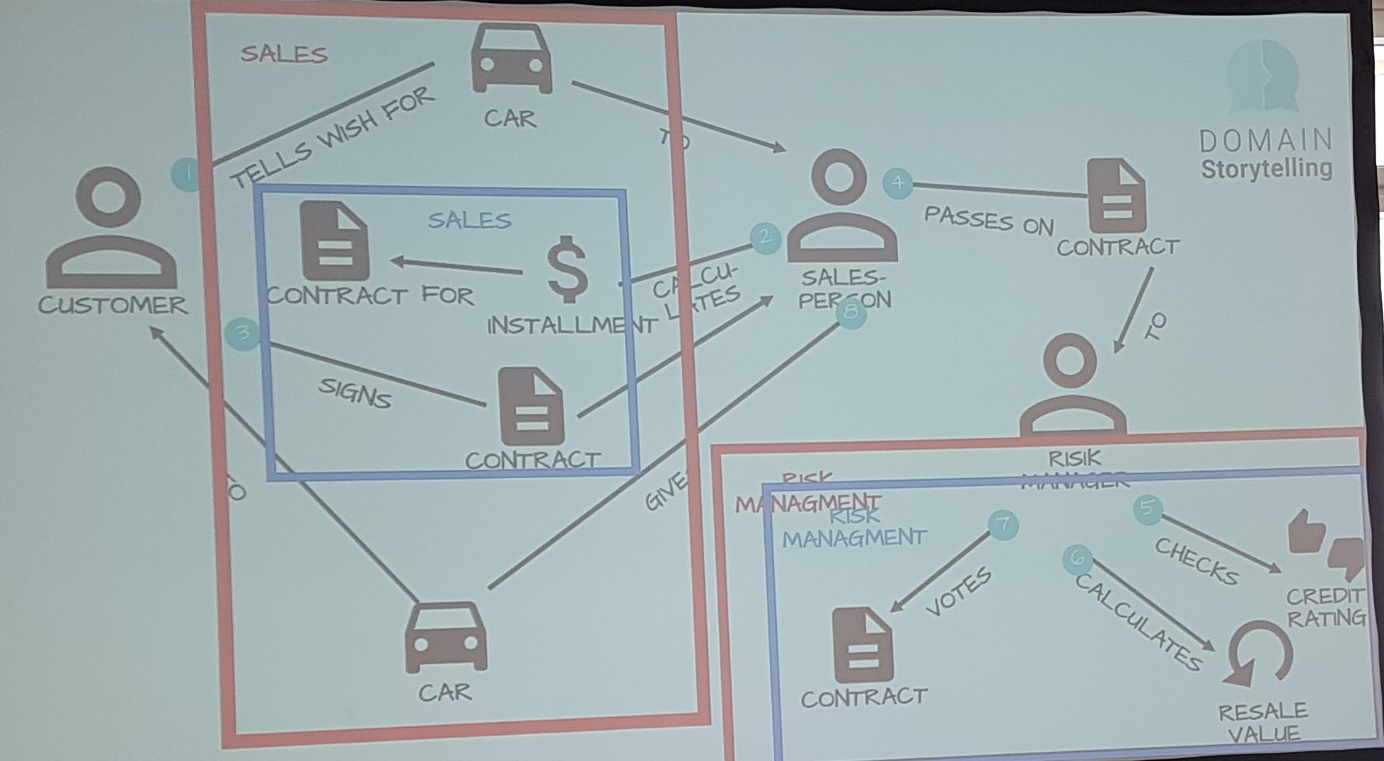 SALES
CAR
TELLS WISH FOR
TO
1
DOMAIN
Storytelling
4
PASSES ON
CONTRACT
SALES
2
CALCU-
LATES
SALES-
PERSON
CUSTOMER
CONTRACT FOR
INSTALLMENT
8
3
SIGNS
CONTRACT
TO
TO
GIVE
RISIK
MANAGER
RISK
MANAGMENT
RISK
MANAGMENT
7
5
6
CHECKS
VOTES
CALCULATES
CREDIT
RATING
CONTRACT
CAR
RESALE
VALUE